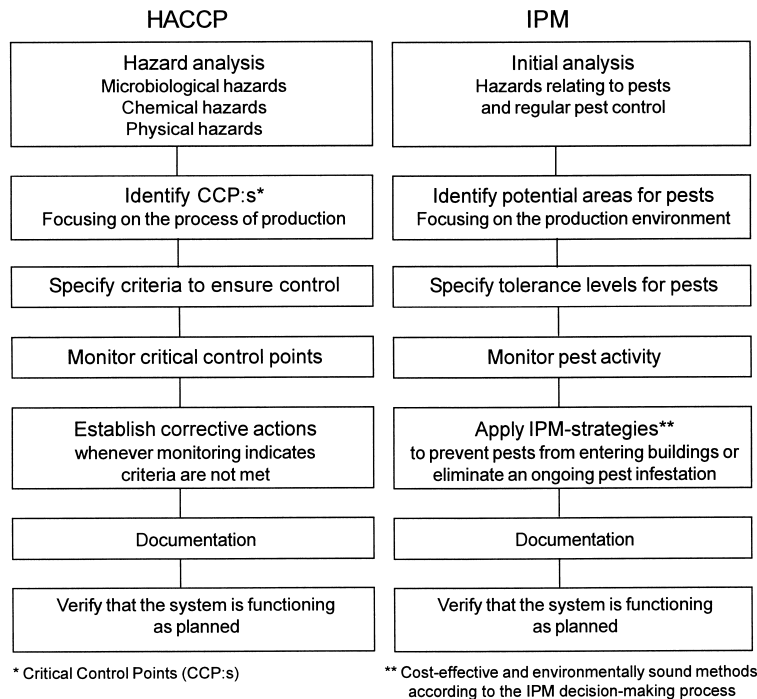 HACCP
Hazard analysis
Microbiological hazards
Chemical hazards
Physical hazards
Identify CCP:s*
Focusing on the process of production
Specify criteria to ensure control
Monitor critical control points
Establish corrective actions
whenever monitoring indicates
criteria are not met
Documentation
Verify that the system is functioning
as planned
* Critical Control Points (CCP:s)
IPM
Initial analysis
Hazards relating to pests
and regular pest control
Identify potential areas for pests
Focusing on the production environment
Specify tolerance levels for pests
Monitor pest activity
Apply IPM-strategies**
to prevent pests from entering buildings or
eliminate an ongoing pest infestation
Documentation
Verify that the system is functioning
as planned
** Cost-effective and environmentally sound methods
according to the IPM decision-making process